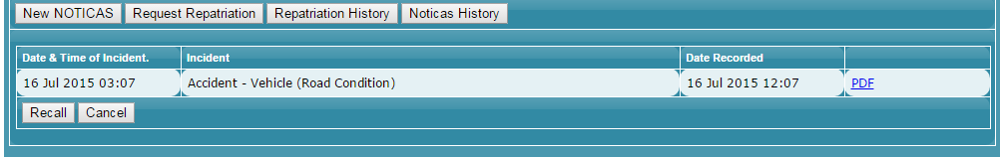 New NOTICAS Request Repatriation Repatriation History Noticas History
Date & Time of Incident. Incident Date Recorded
16 Jul 2015 03:07 Accident - Vehicle (Road Condition) 16 Jul 2015 12:07 PDF
Recall Cancel